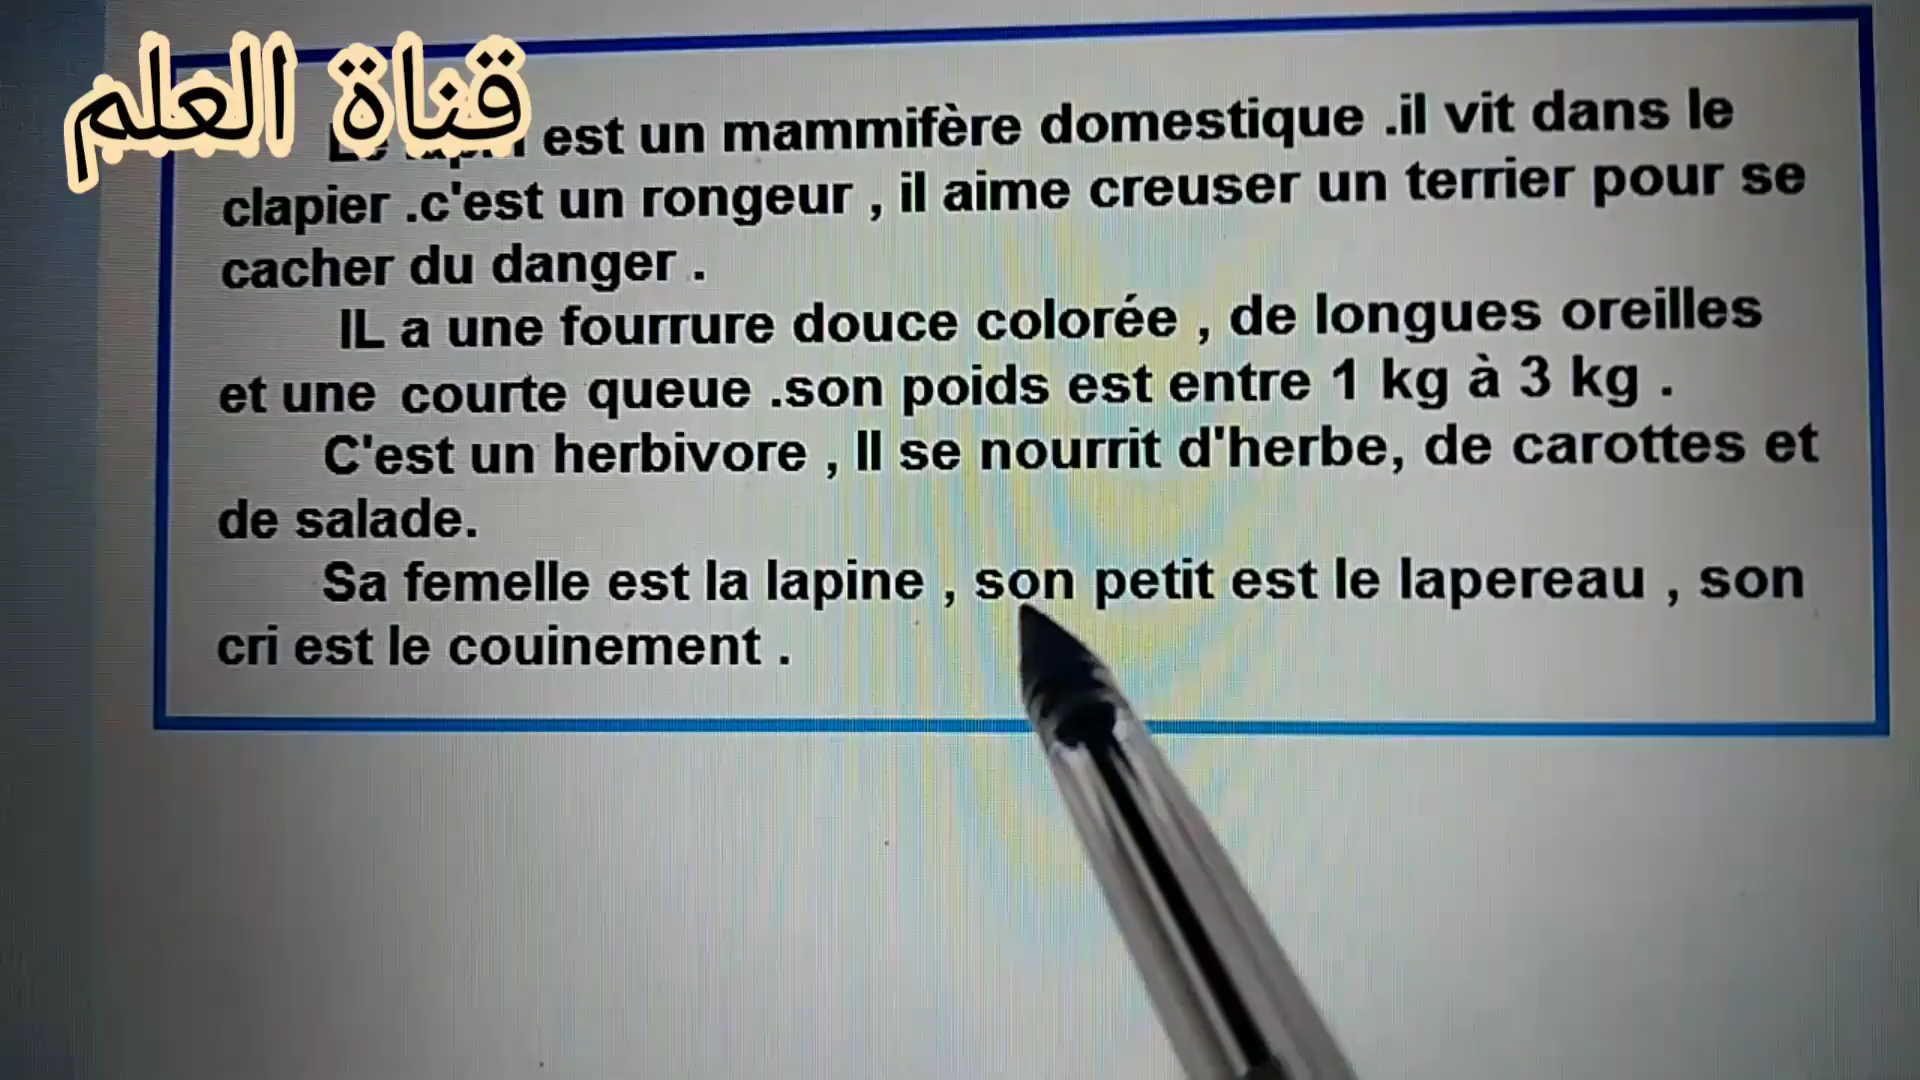 قناة العلم
est un mammifère domestique .il vit dans le
clapier .c'est un rongeur , il aime creuser un terrier pour se
cacher du danger .
IL a une fourrure douce colorée , de longues oreilles
et une courte queue .son poids est entre 1 kg à 3 kg .
C'est un herbivore , Il se nourrit d'herbe, de carottes et
de salade.
Sa femelle est la lapine , son petit est le lapereau , son
cri est le couinement .